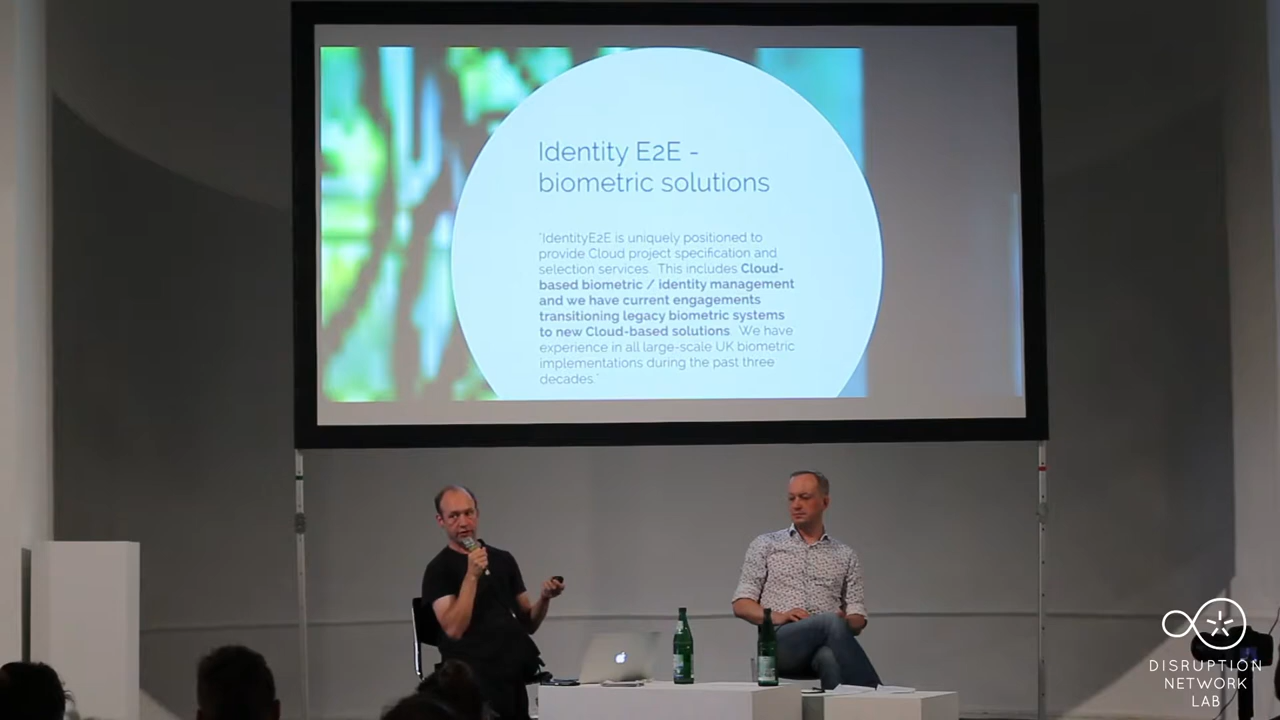 Identity E2E -
biometric solutions
"IdentityE2E is uniquely positioned to
provide Cloud project specification and
selection services. This includes Cloud-
based biometric / identity management
and we have current engagements
transitioning legacy biometric systems
to new Cloud-based solutions. We have
experience in all large-scale UK biometric
implementations during the past three
decades."
DISRUPTION
NETWORK
LAB